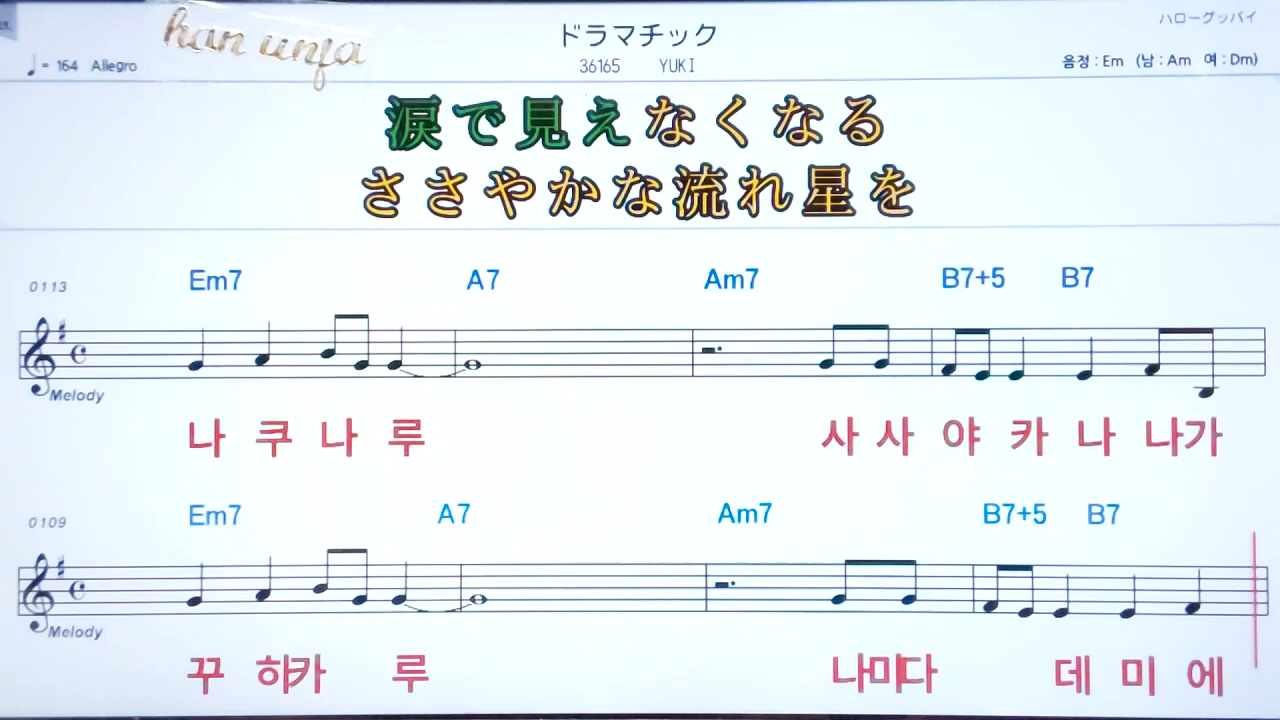 han unja
ドラマチック
ハローグッバイ
♩= 164 Allegro
36165 YUKI
음정 : Em (남 : Am 여 : Dm)
涙で見えなくなる
ささやかな流れ星を
0113
Em7 A7 Am7 B7+5 B7
Melody
나 쿠 나 루 사 사 야 카 나 나가
0109
Em7 A7 Am7 B7+5 B7
Melody
꾸 히카 루 나미다 데 미 에